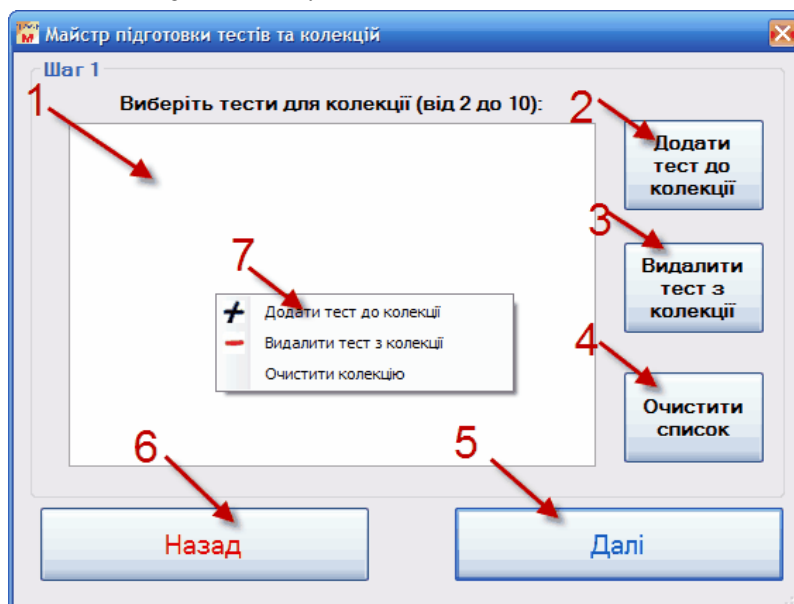 Майстр підготовки тестів та колекцій
Шаг 1
1
Виберіть тести для колекції (від 2 до 10):
2
Додати
тест до
колекції
3
Видалити
тест з
колекції
7
Додати тест до колекції
Видалити тест з колекції
Очистити колекцію
4
Очистити
список
6
5
Назад
Далі